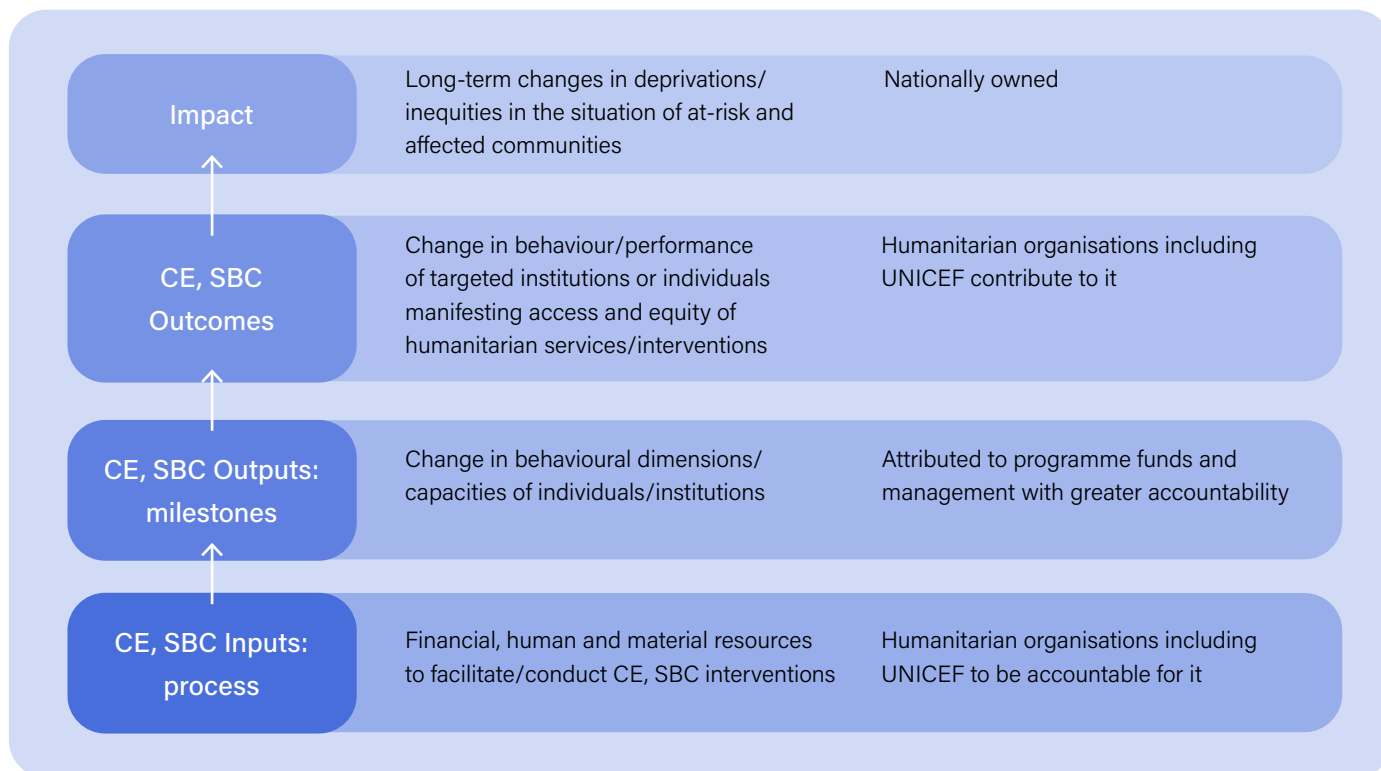 Impact
Long-term changes in deprivations/
inequities in the situation of at-risk and
affected communities
Nationally owned
CE, SBC
Outcomes
Change in behaviour/performance
of targeted institutions or individuals
manifesting access and equity of
humanitarian services/interventions
Humanitarian organisations including
UNICEF contribute to it
CE, SBC Outputs:
milestones
Change in behavioural dimensions/
capacities of individuals/institutions
Attributed to programme funds and
management with greater accountability
CE, SBC Inputs:
process
Financial, human and material resources
to facilitate/conduct CE, SBC interventions
Humanitarian organisations including
UNICEF to be accountable for it